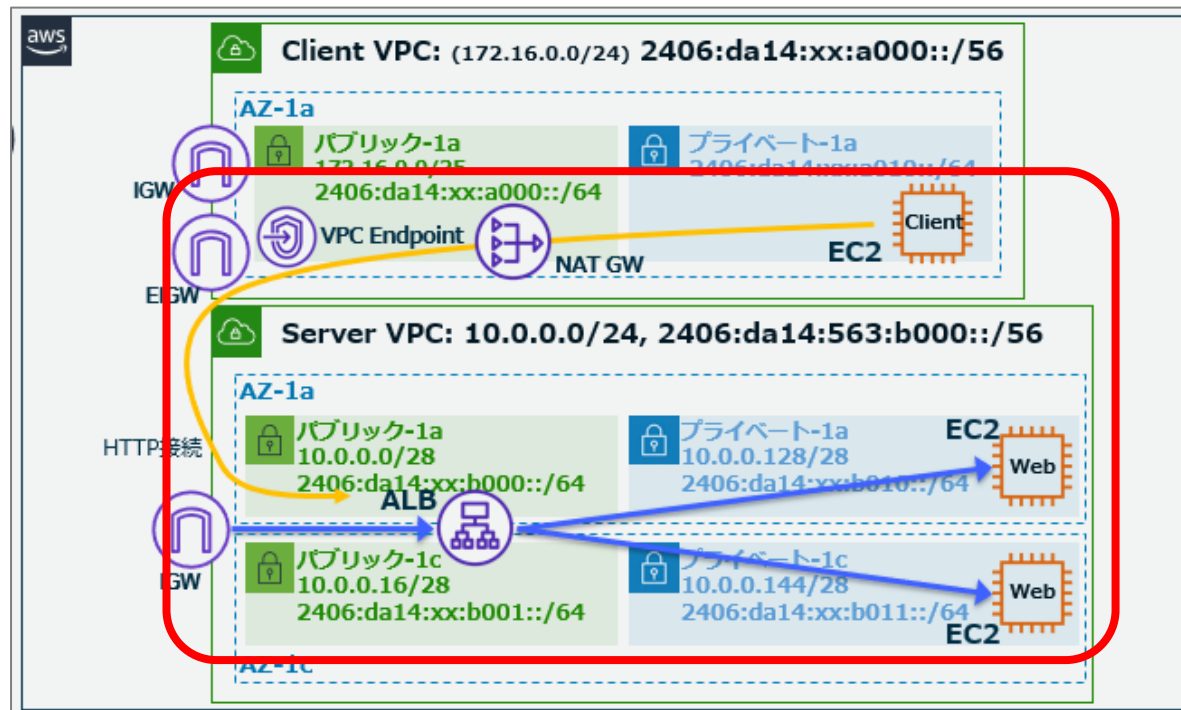 aws
Client VPC: (172.16.0.0/24) 2406:da14:xx:a000::/56
AZ-1a
パブリック-1a
172.16.0.0/25
2406:da14:xx:a000::/64
プライベート-1a
2406:da14:xx:a010::/64
IGW
VPC Endpoint
NAT GW
Client
EC2
EIGW
Server VPC: 10.0.0.0/24, 2406:da14:563:b000::/56
AZ-1a
パブリック-1a
10.0.0.0/28
2406:da14:xx:b000::/64
プライベート-1a
10.0.0.128/28
2406:da14:xx:b010::/64
EC2
Web
HTTP接続
ALB
IGW
パブリック-1c
10.0.0.16/28
2406:da14:xx:b001::/64
プライベート-1c
10.0.0.144/28
2406:da14:xx:b011::/64
Web
EC2
AZ-1c